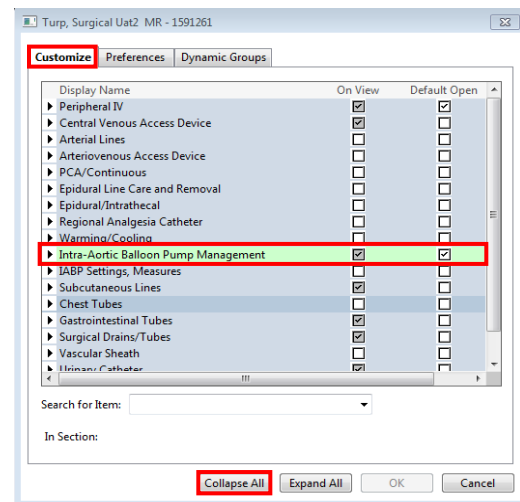 Turp, Surgical Uat2 MR - 1591261
Customize Preferences Dynamic Groups
Display Name On View Default Open
Peripheral IV
Central Venous Access Device
Arterial Lines
Arteriovenous Access Device
PCA/Continuous
Epidural Line Care and Removal
Epidural/Intrathecal
Regional Analgesia Catheter
Warming/Cooling
Intra-Aortic Balloon Pump Management
IABP Settings, Measures
Subcutaneous Lines
Chest Tubes
Gastrointestinal Tubes
Surgical Drains/Tubes
Vascular Sheath
Urinary Catheter
Search for Item:
In Section:
Collapse All Expand All OK Cancel